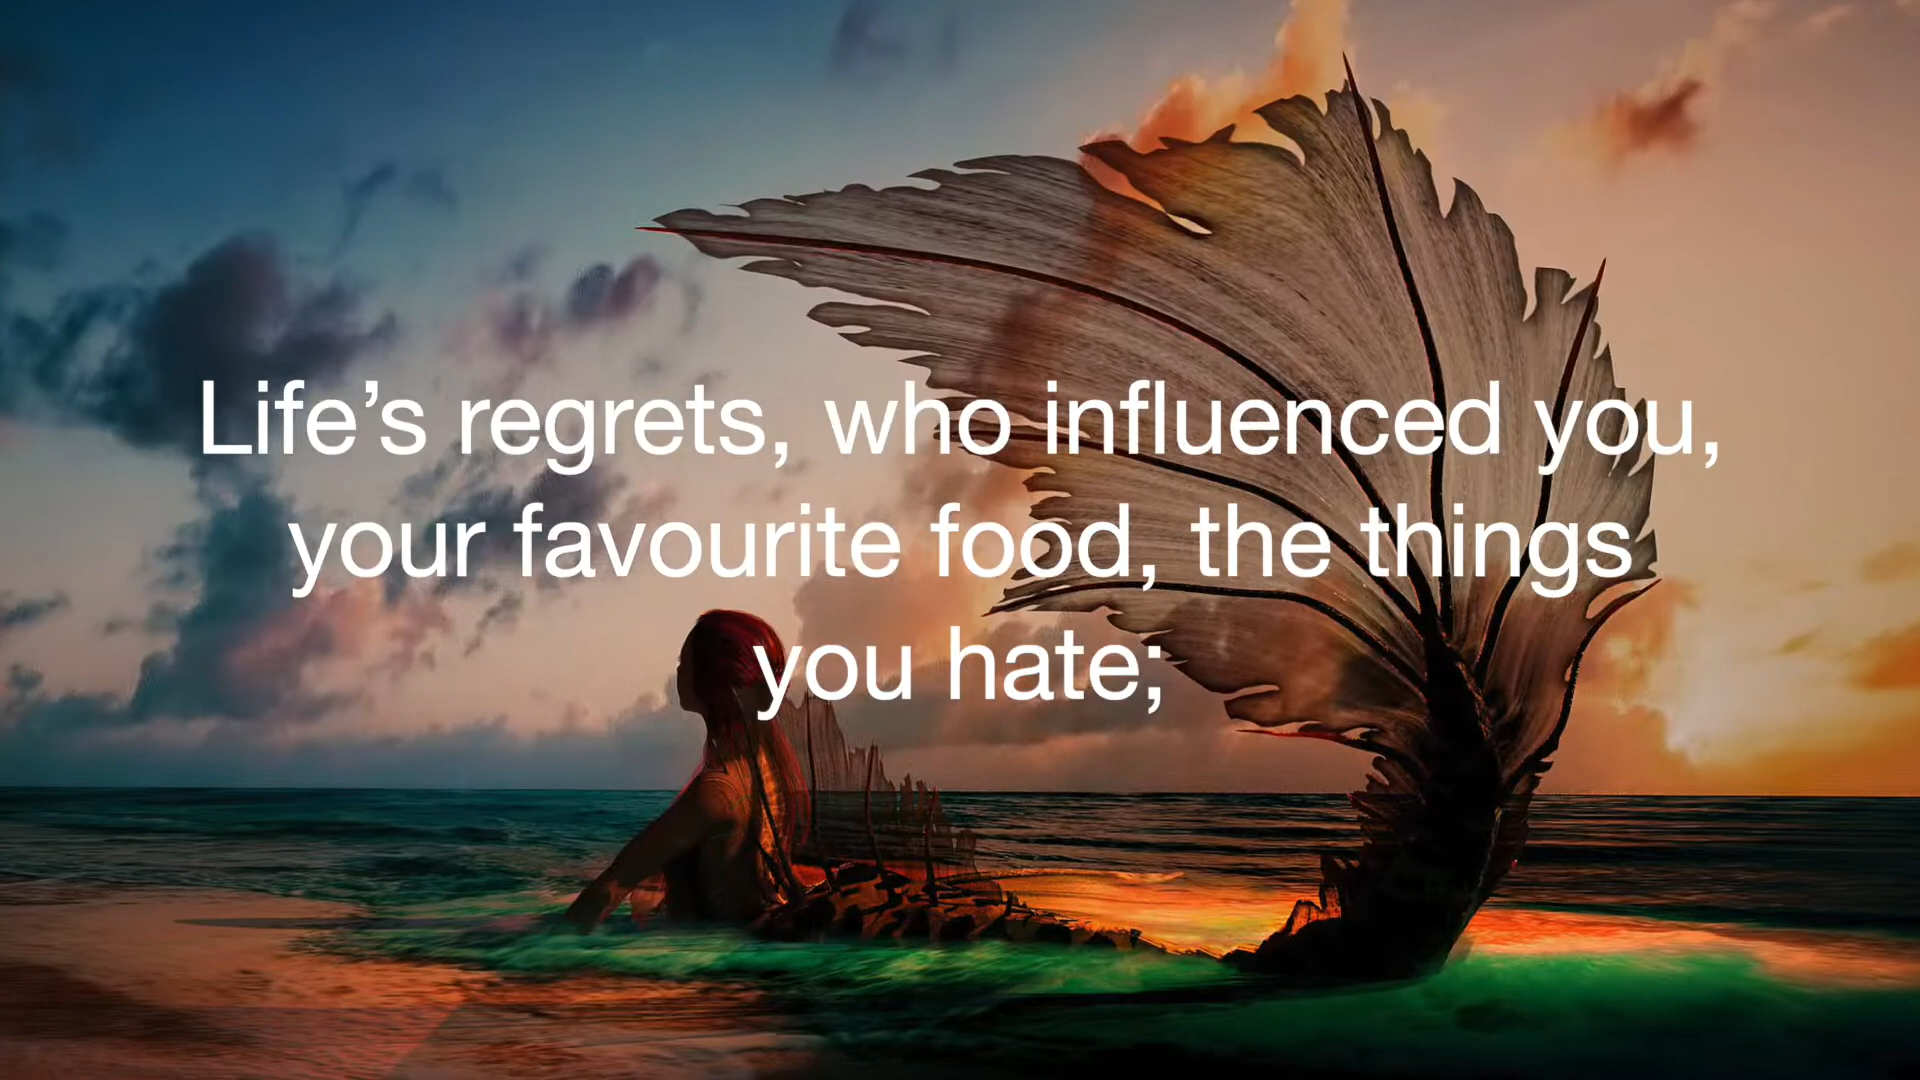 Life’s regrets, who influenced you,
your favourite food, the things
you hate;